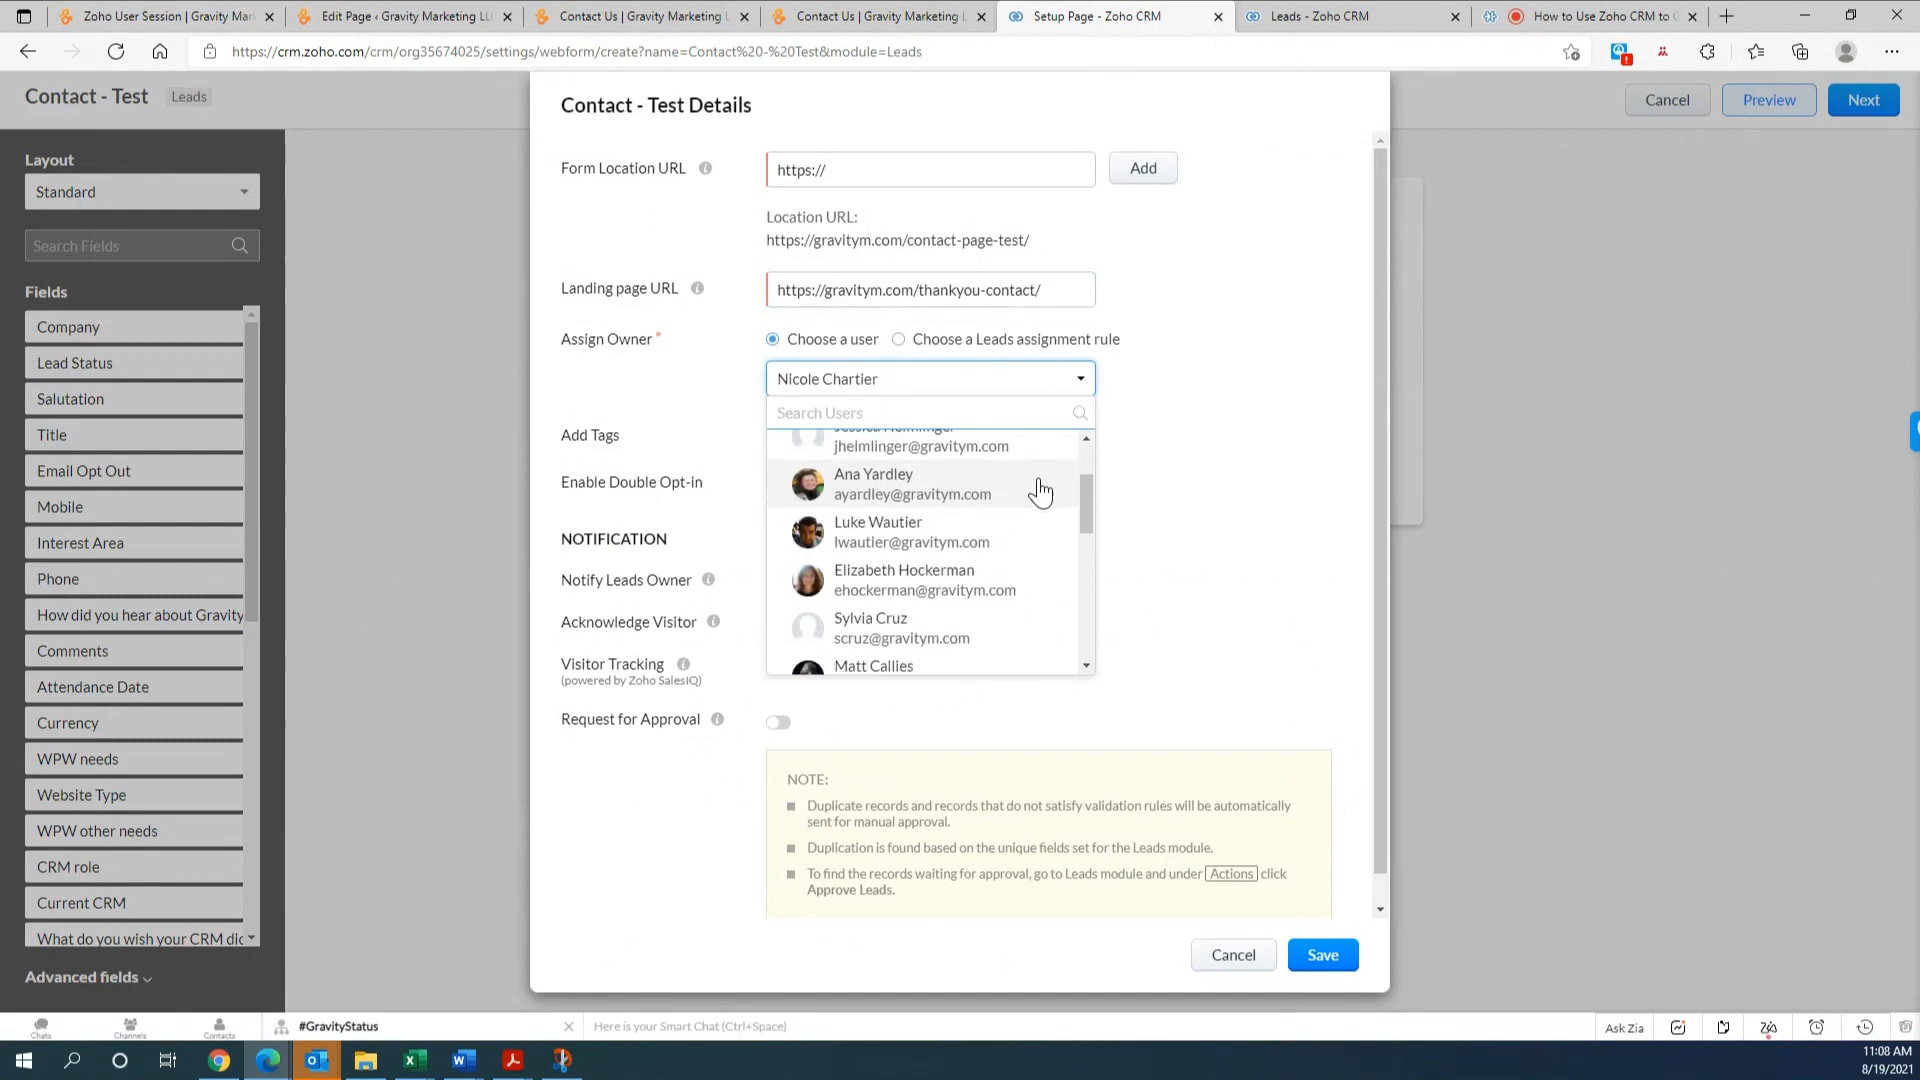 Zoho User Session | Gravity Mar
Edit Page ‹ Gravity Marketing LL
Contact Us | Gravity Marketing L
Contact Us | Gravity Marketing L
Setup Page - Zoho CRM
Leads - Zoho CRM
How to Use Zoho CRM to
https://crm.zoho.com/crm/org35674025/settings/webform/create?name=Contact%20-%20Test&module=Leads
Contact - Test
Leads
Cancel
Preview
Next
Layout
Standard
Search Fields
Fields
Company
Lead Status
Salutation
Title
Email Opt Out
Mobile
Interest Area
Phone
How did you hear about Gravity
Comments
Attendance Date
Currency
WPW needs
Website Type
WPW other needs
CRM role
Current CRM
What do you wish your CRM did
Advanced fields
Contact - Test Details
Form Location URL
https://
Add
Location URL:
https://gravitym.com/contact-page-test/
Landing page URL
https://gravitym.com/thankyou-contact/
Assign Owner *
Choose a user
Choose a Leads assignment rule
Nicole Chartier
Search Users
jhelmlinger@gravitym.com
Ana Yardley
ayardley@gravitym.com
Luke Wautier
lwautier@gravitym.com
Elizabeth Hockerman
ehockerman@gravitym.com
Sylvia Cruz
scruz@gravitym.com
Matt Callies
Add Tags
Enable Double Opt-in
NOTIFICATION
Notify Leads Owner
Acknowledge Visitor
Visitor Tracking
(powered by Zoho SalesIQ)
Request for Approval
NOTE:
Duplicate records and records that do not satisfy validation rules will be automatically
sent for manual approval.
Duplication is found based on the unique fields set for the Leads module.
To find the records waiting for approval, go to Leads module and under Actions click
Approve Leads.
Cancel
Save
Chats
Channels
Contacts
#GravityStatus
Here is your Smart Chat (Ctrl+Space)
Ask Zia
11:08 AM
8/19/2021